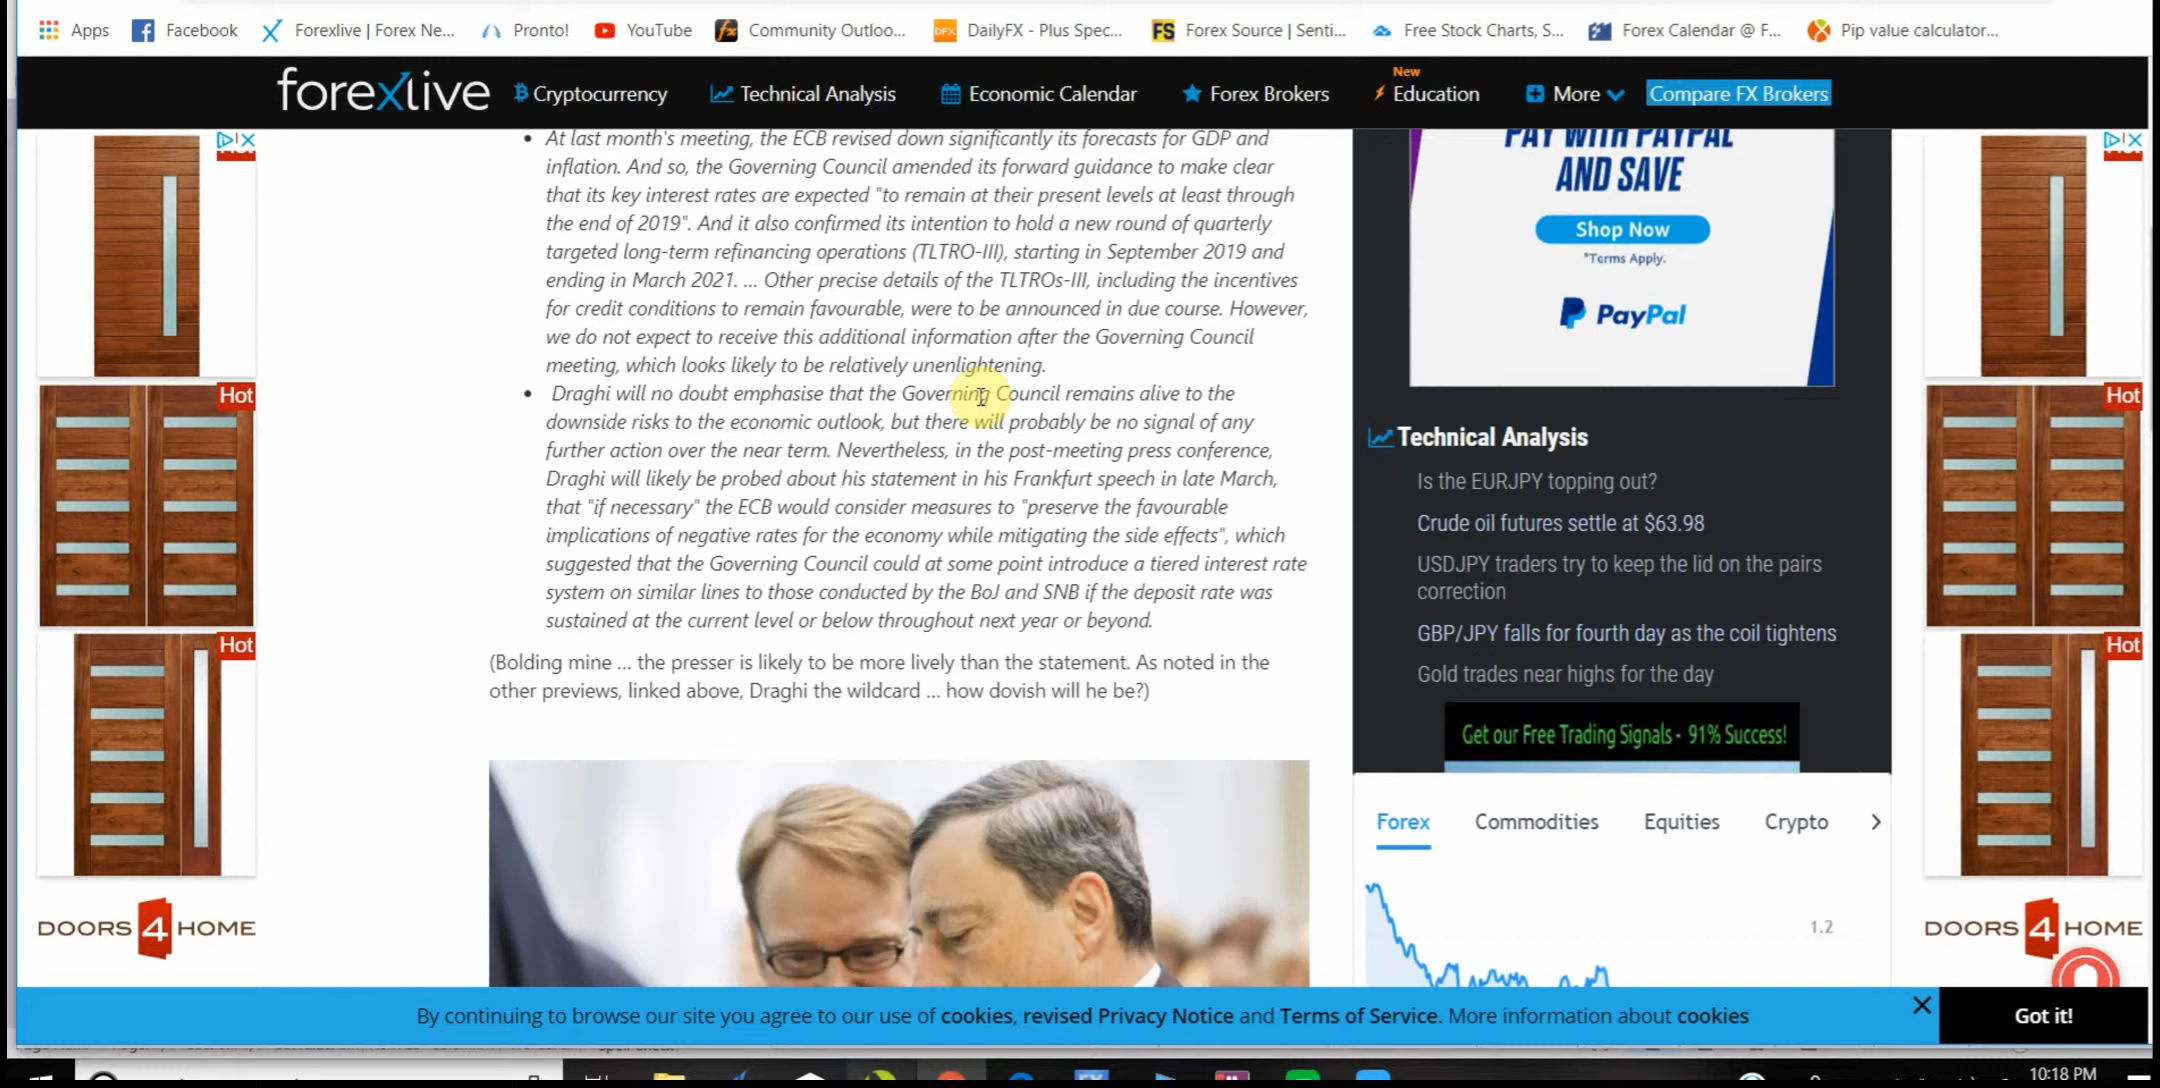 Apps
Facebook
Forexlive | Forex Ne...
Pronto!
YouTube
Community Outloo...
DailyFX - Plus Spec...
Forex Source | Senti...
Free Stock Charts, S...
Forex Calendar @ F...
Pip value calculator...
forexlive
Cryptocurrency
Technical Analysis
Economic Calendar
Forex Brokers
New
Education
More
Compare FX Brokers
At last month's meeting, the ECB revised down significantly its forecasts for GDP and
inflation. And so, the Governing Council amended its forward guidance to make clear
that its key interest rates are expected "to remain at their present levels at least through
the end of 2019". And it also confirmed its intention to hold a new round of quarterly
targeted long-term refinancing operations (TLTRO-III), starting in September 2019 and
ending in March 2021. ... Other precise details of the TLTROs-III, including the incentives
for credit conditions to remain favourable, were to be announced in due course. However,
we do not expect to receive this additional information after the Governing Council
meeting, which looks likely to be relatively unenlightening.
Draghi will no doubt emphasise that the Governing Council remains alive to the
downside risks to the economic outlook, but there will probably be no signal of any
further action over the near term. Nevertheless, in the post-meeting press conference,
Draghi will likely be probed about his statement in his Frankfurt speech in late March,
that "if necessary" the ECB would consider measures to "preserve the favourable
implications of negative rates for the economy while mitigating the side effects", which
suggested that the Governing Council could at some point introduce a tiered interest rate
system on similar lines to those conducted by the BoJ and SNB if the deposit rate was
sustained at the current level or below throughout next year or beyond.
(Bolding mine ... the presser is likely to be more lively than the statement. As noted in the
other previews, linked above, Draghi the wildcard ... how dovish will he be?)
PAY WITH PAYPAL
AND SAVE
Shop Now
*Terms Apply.
PayPal
Technical Analysis
Is the EURJPY topping out?
Crude oil futures settle at $63.98
USDJPY traders try to keep the lid on the pairs
correction
GBP/JPY falls for fourth day as the coil tightens
Gold trades near highs for the day
Get our Free Trading Signals - 91% Success!
Forex
Commodities
Equities
Crypto
1.2
Hot
Hot
DOORS 4 HOME
Hot
Hot
DOORS 4 HOME
By continuing to browse our site you agree to our use of cookies, revised Privacy Notice and Terms of Service. More information about cookies
Got it!
10:18 PM